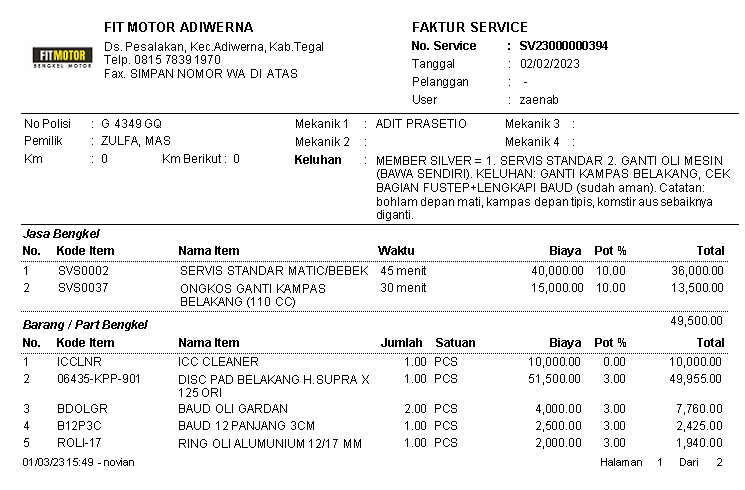 FIT MOTOR ADIWERNA
FAKTUR SERVICE
FITMOTOR
BENGKEL MOTOR
Ds. Pesalakan, Kec.Adiwerna, Kab.Tegal
Telp. 0815 7839 1970
Fax. SIMPAN NOMOR WA DI ATAS
No. Service : SV23000000394
Tanggal : 02/02/2023
Pelanggan : -
User : zaenab
No Polisi : G 4349 GQ Mekanik 1 : ADIT PRASETIO Mekanik 3 :
Pemilik : ZULFA, MAS Mekanik 2 : Mekanik 4 :
Km : 0 Km Berikut : 0 Keluhan : MEMBER SILVER = 1. SERVIS STANDAR 2. GANTI OLI MESIN
(BAWA SENDIRI). KELUHAN: GANTI KAMPAS BELAKANG, CEK
BAGIAN FUSTEP+LENGKAPI BAUD (sudah aman). Catatan:
bohlam depan mati, kampas depan tipis, komstir aus sebaiknya
diganti.
Jasa Bengkel
No. Kode Item Nama Item Waktu Biaya Pot % Total
1 SVS0002 SERVIS STANDAR MATIC/BEBEK 45 menit 40,000.00 10.00 36,000.00
2 SVS0037 ONGKOS GANTI KAMPAS 30 menit 15,000.00 10.00 13,500.00
BELAKANG (110 CC)
49,500.00
Barang / Part Bengkel
No. Kode Item Nama Item Jumlah Satuan Biaya Pot % Total
1 ICCLNR ICC CLEANER 1.00 PCS 10,000.00 0.00 10,000.00
2 06435-KPP-901 DISC PAD BELAKANG H.SUPRA X 1.00 PCS 51,500.00 3.00 49,955.00
125 ORI
3 BDOLGR BAUD OLI GARDAN 2.00 PCS 4,000.00 3.00 7,760.00
4 B12P3C BAUD 12 PANJANG 3CM 1.00 PCS 2,500.00 3.00 2,425.00
5 ROLI-17 RING OLI ALUMUNIUM 12/17 MM 1.00 PCS 2,000.00 3.00 1,940.00
01/03/23 15:49 - novian Halaman 1 Dari 2